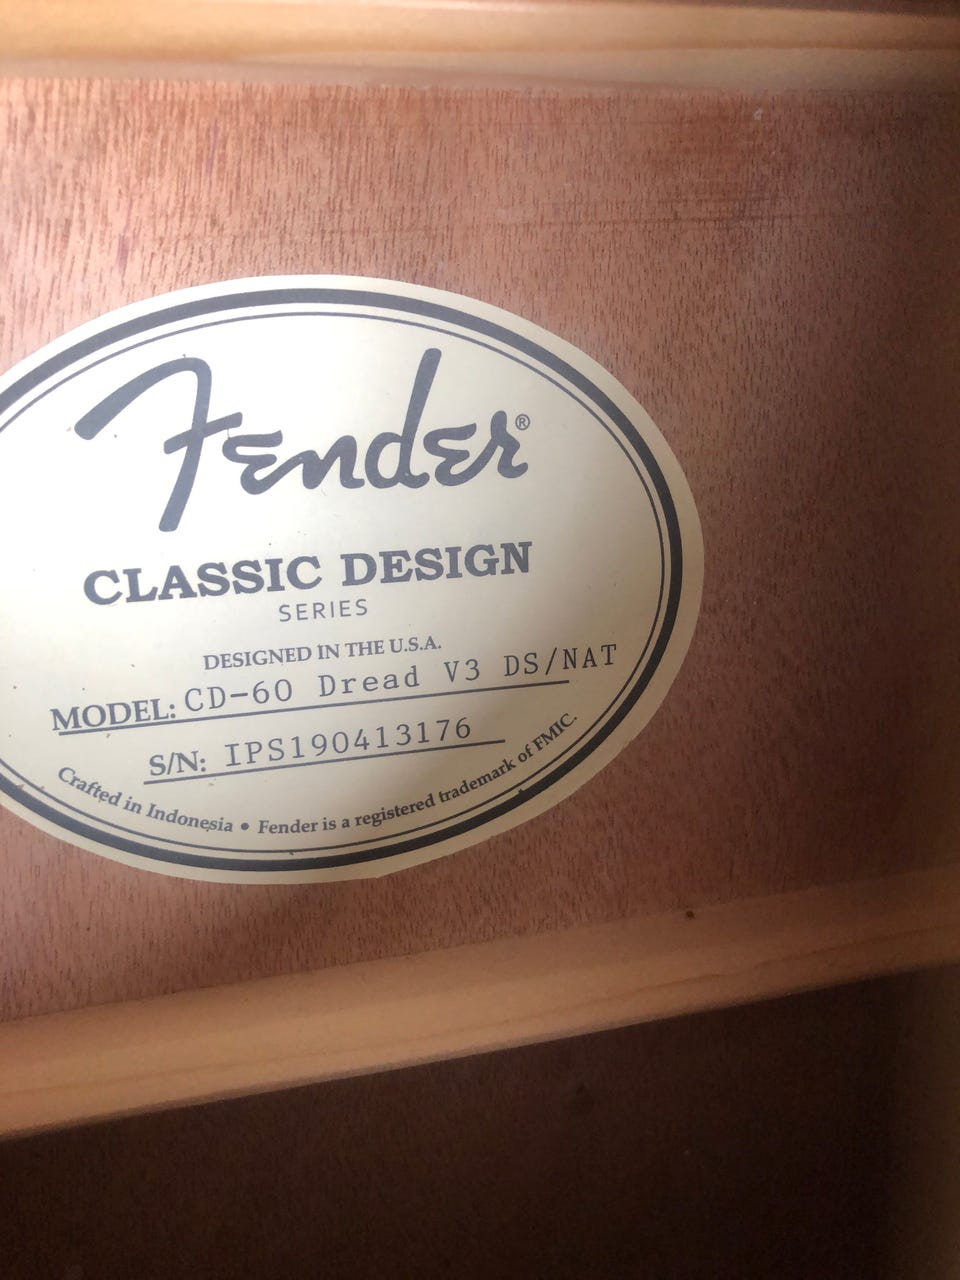 Fender®
CLASSIC DESIGN
SERIES
DESIGNED IN THE U.S.A.
MODEL: CD-60 Dread V3 DS/NAT
S/N: IPS190413176
Crafted in Indonesia • Fender is a registered trademark of FMIC.